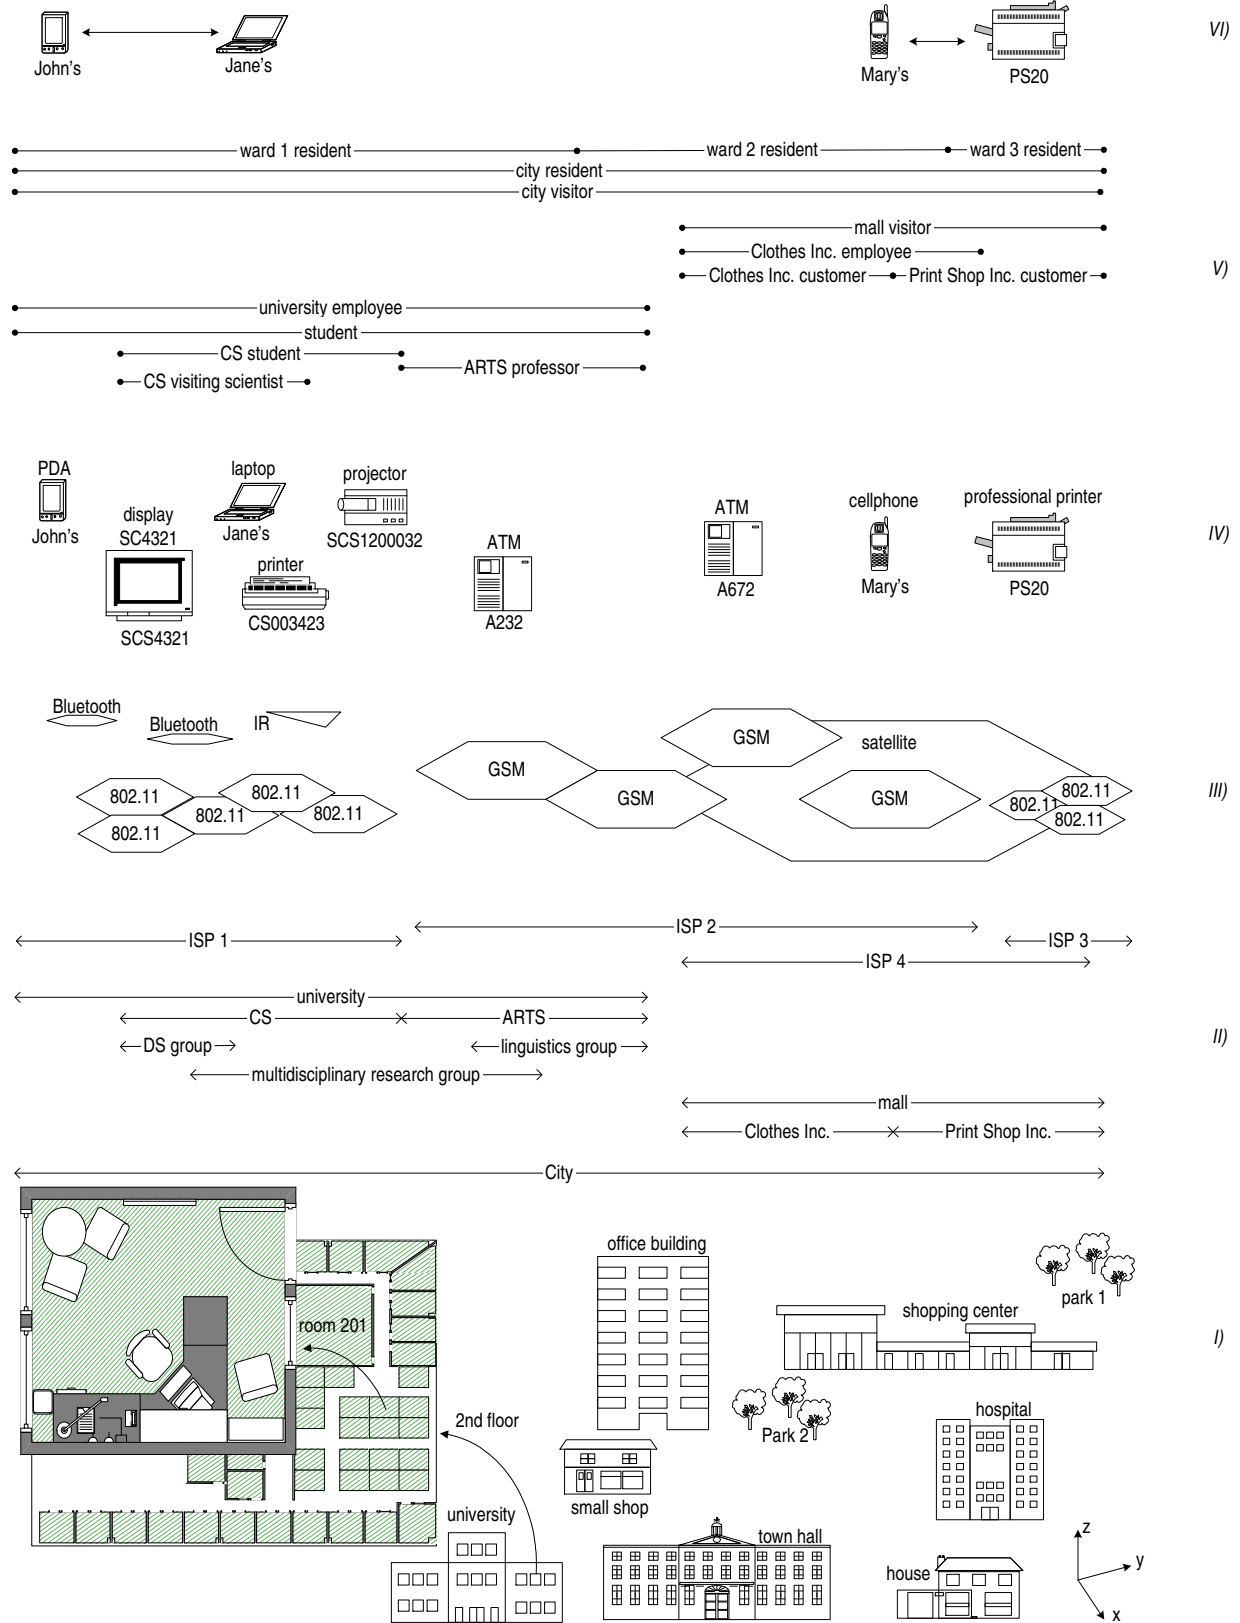 VI)
John's
Jane's
Mary's
PS20
ward 1 resident
ward 2 resident
ward 3 resident
city resident
city visitor
mall visitor
Clothes Inc. employee
Clothes Inc. customer
Print Shop Inc. customer
V)
university employee
student
CS student
ARTS professor
CS visiting scientist
PDA
John's
display
SC4321
SCS4321
laptop
Jane's
printer
CS003423
projector
SCS1200032
ATM
A232
ATM
A672
cellphone
Mary's
professional printer
PS20
IV)
Bluetooth
Bluetooth
IR
GSM
GSM
GSM
satellite
GSM
802.11
802.11
802.11
802.11
802.11
802.11
802.11
802.11
III)
ISP 1
ISP 2
ISP 3
ISP 4
university
CS
ARTS
DS group
linguistics group
II)
multidisciplinary research group
mall
Clothes Inc.
Print Shop Inc.
City
office building
park 1
shopping center
room 201
I)
2nd floor
Park 2
hospital
small shop
university
town hall
house
z
y
x